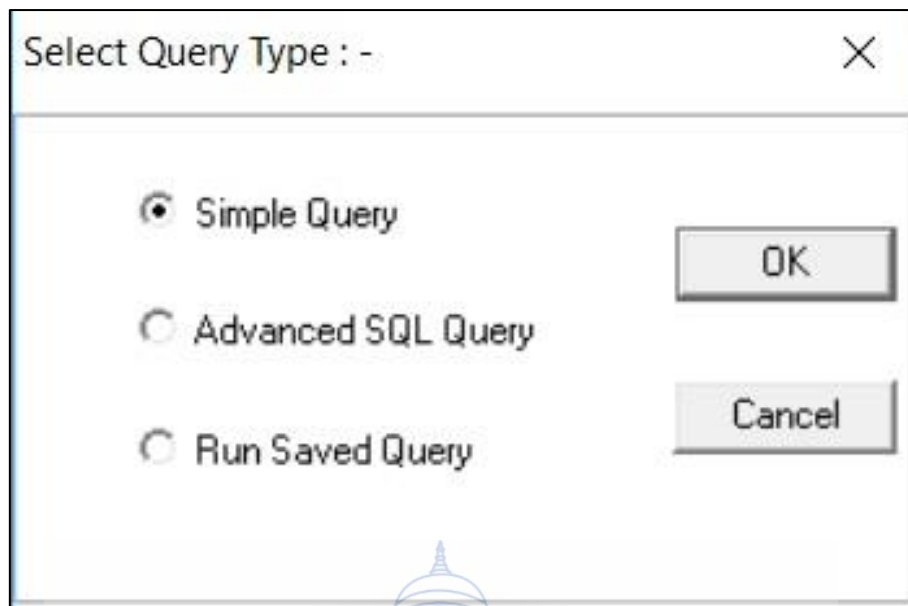 Select Query Type : -
Simple Query
OK
Advanced SQL Query
Cancel
Run Saved Query